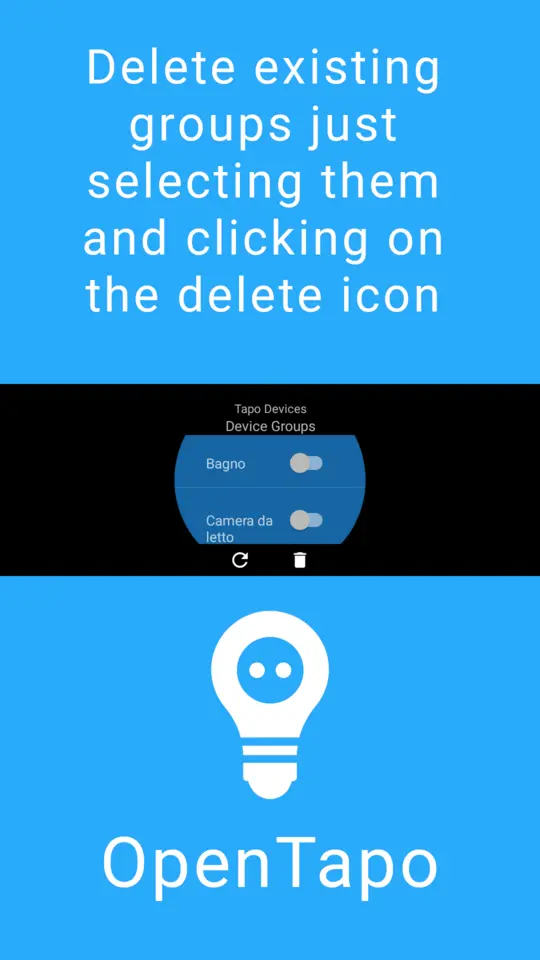 Delete existing
groups just
selecting them
and clicking on
the delete icon
Tapo Devices
Device Groups
Bagno
Camera da
letto
OpenTapo